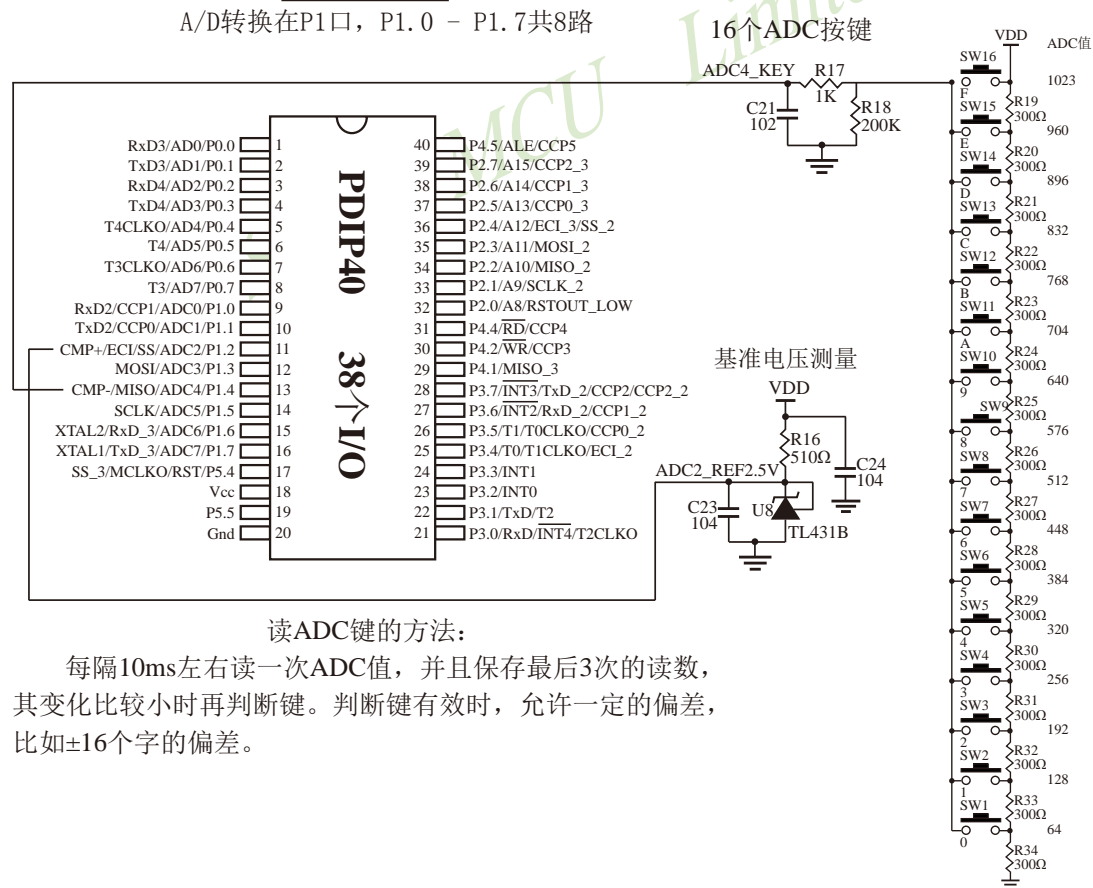 A/D转换在P1口，P1.0 - P1.7共8路
MCU Limi
16个ADC按键
VDD
ADC值
ADC4_KEY
R17
1K
C21
102
R18
200K
RxD3/AD0/P0.0 1
TxD3/AD1/P0.1 2
RxD4/AD2/P0.2 3
TxD4/AD3/P0.3 4
T4CLKO/AD4/P0.4 5
T4/AD5/P0.5 6
T3CLKO/AD6/P0.6 7
T3/AD7/P0.7 8
RxD2/CCP1/ADC0/P1.0 9
TxD2/CCP0/ADC1/P1.1 10
CMP+/ECI/SS/ADC2/P1.2 11
MOSI/ADC3/P1.3 12
CMP-/MISO/ADC4/P1.4 13
SCLK/ADC5/P1.5 14
XTAL2/RxD_3/ADC6/P1.6 15
XTAL1/TxD_3/ADC7/P1.7 16
SS_3/MCLKO/RST/P5.4 17
Vcc 18
P5.5 19
Gnd 20
PDIP40 38个I/O
40 P4.5/ALE/CCP5
39 P2.7/A15/CCP2_3
38 P2.6/A14/CCP1_3
37 P2.5/A13/CCP0_3
36 P2.4/A12/ECI_3/SS_2
35 P2.3/A11/MOSI_2
34 P2.2/A10/MISO_2
33 P2.1/A9/SCLK_2
32 P2.0/A8/RSTOUT_LOW
31 P4.4/RD/CCP4
30 P4.2/WR/CCP3
29 P4.1/MISO_3
28 P3.7/INT3/TxD_2/CCP2/CCP2_2
27 P3.6/INT2/RxD_2/CCP1_2
26 P3.5/T1/T0CLKO/CCP0_2
25 P3.4/T0/T1CLKO/ECI_2
24 P3.3/INT1
23 P3.2/INT0
22 P3.1/TxD/T2
21 P3.0/RxD/INT4/T2CLKO
基准电压测量
VDD
R16
510Ω
C24
104
ADC2_REF2.5V
C23
104
U8
TL431B
SW16
1023
F
R19
300Ω
SW15
960
E
R20
300Ω
SW14
896
D
R21
300Ω
SW13
832
C
R22
300Ω
SW12
768
B
R23
300Ω
SW11
704
A
R24
300Ω
SW10
640
9
R25
300Ω
SW9
576
8
R26
300Ω
SW8
512
7
R27
300Ω
SW7
448
6
R28
300Ω
SW6
384
5
R29
300Ω
SW5
320
4
R30
300Ω
SW4
256
3
R31
300Ω
SW3
192
2
R32
300Ω
SW2
128
1
R33
300Ω
SW1
64
0
R34
300Ω
读ADC键的方法：
每隔10ms左右读一次ADC值，并且保存最后3次的读数，
其变化比较小时再判断键。判断键有效时，允许一定的偏差，
比如±16个字的偏差。